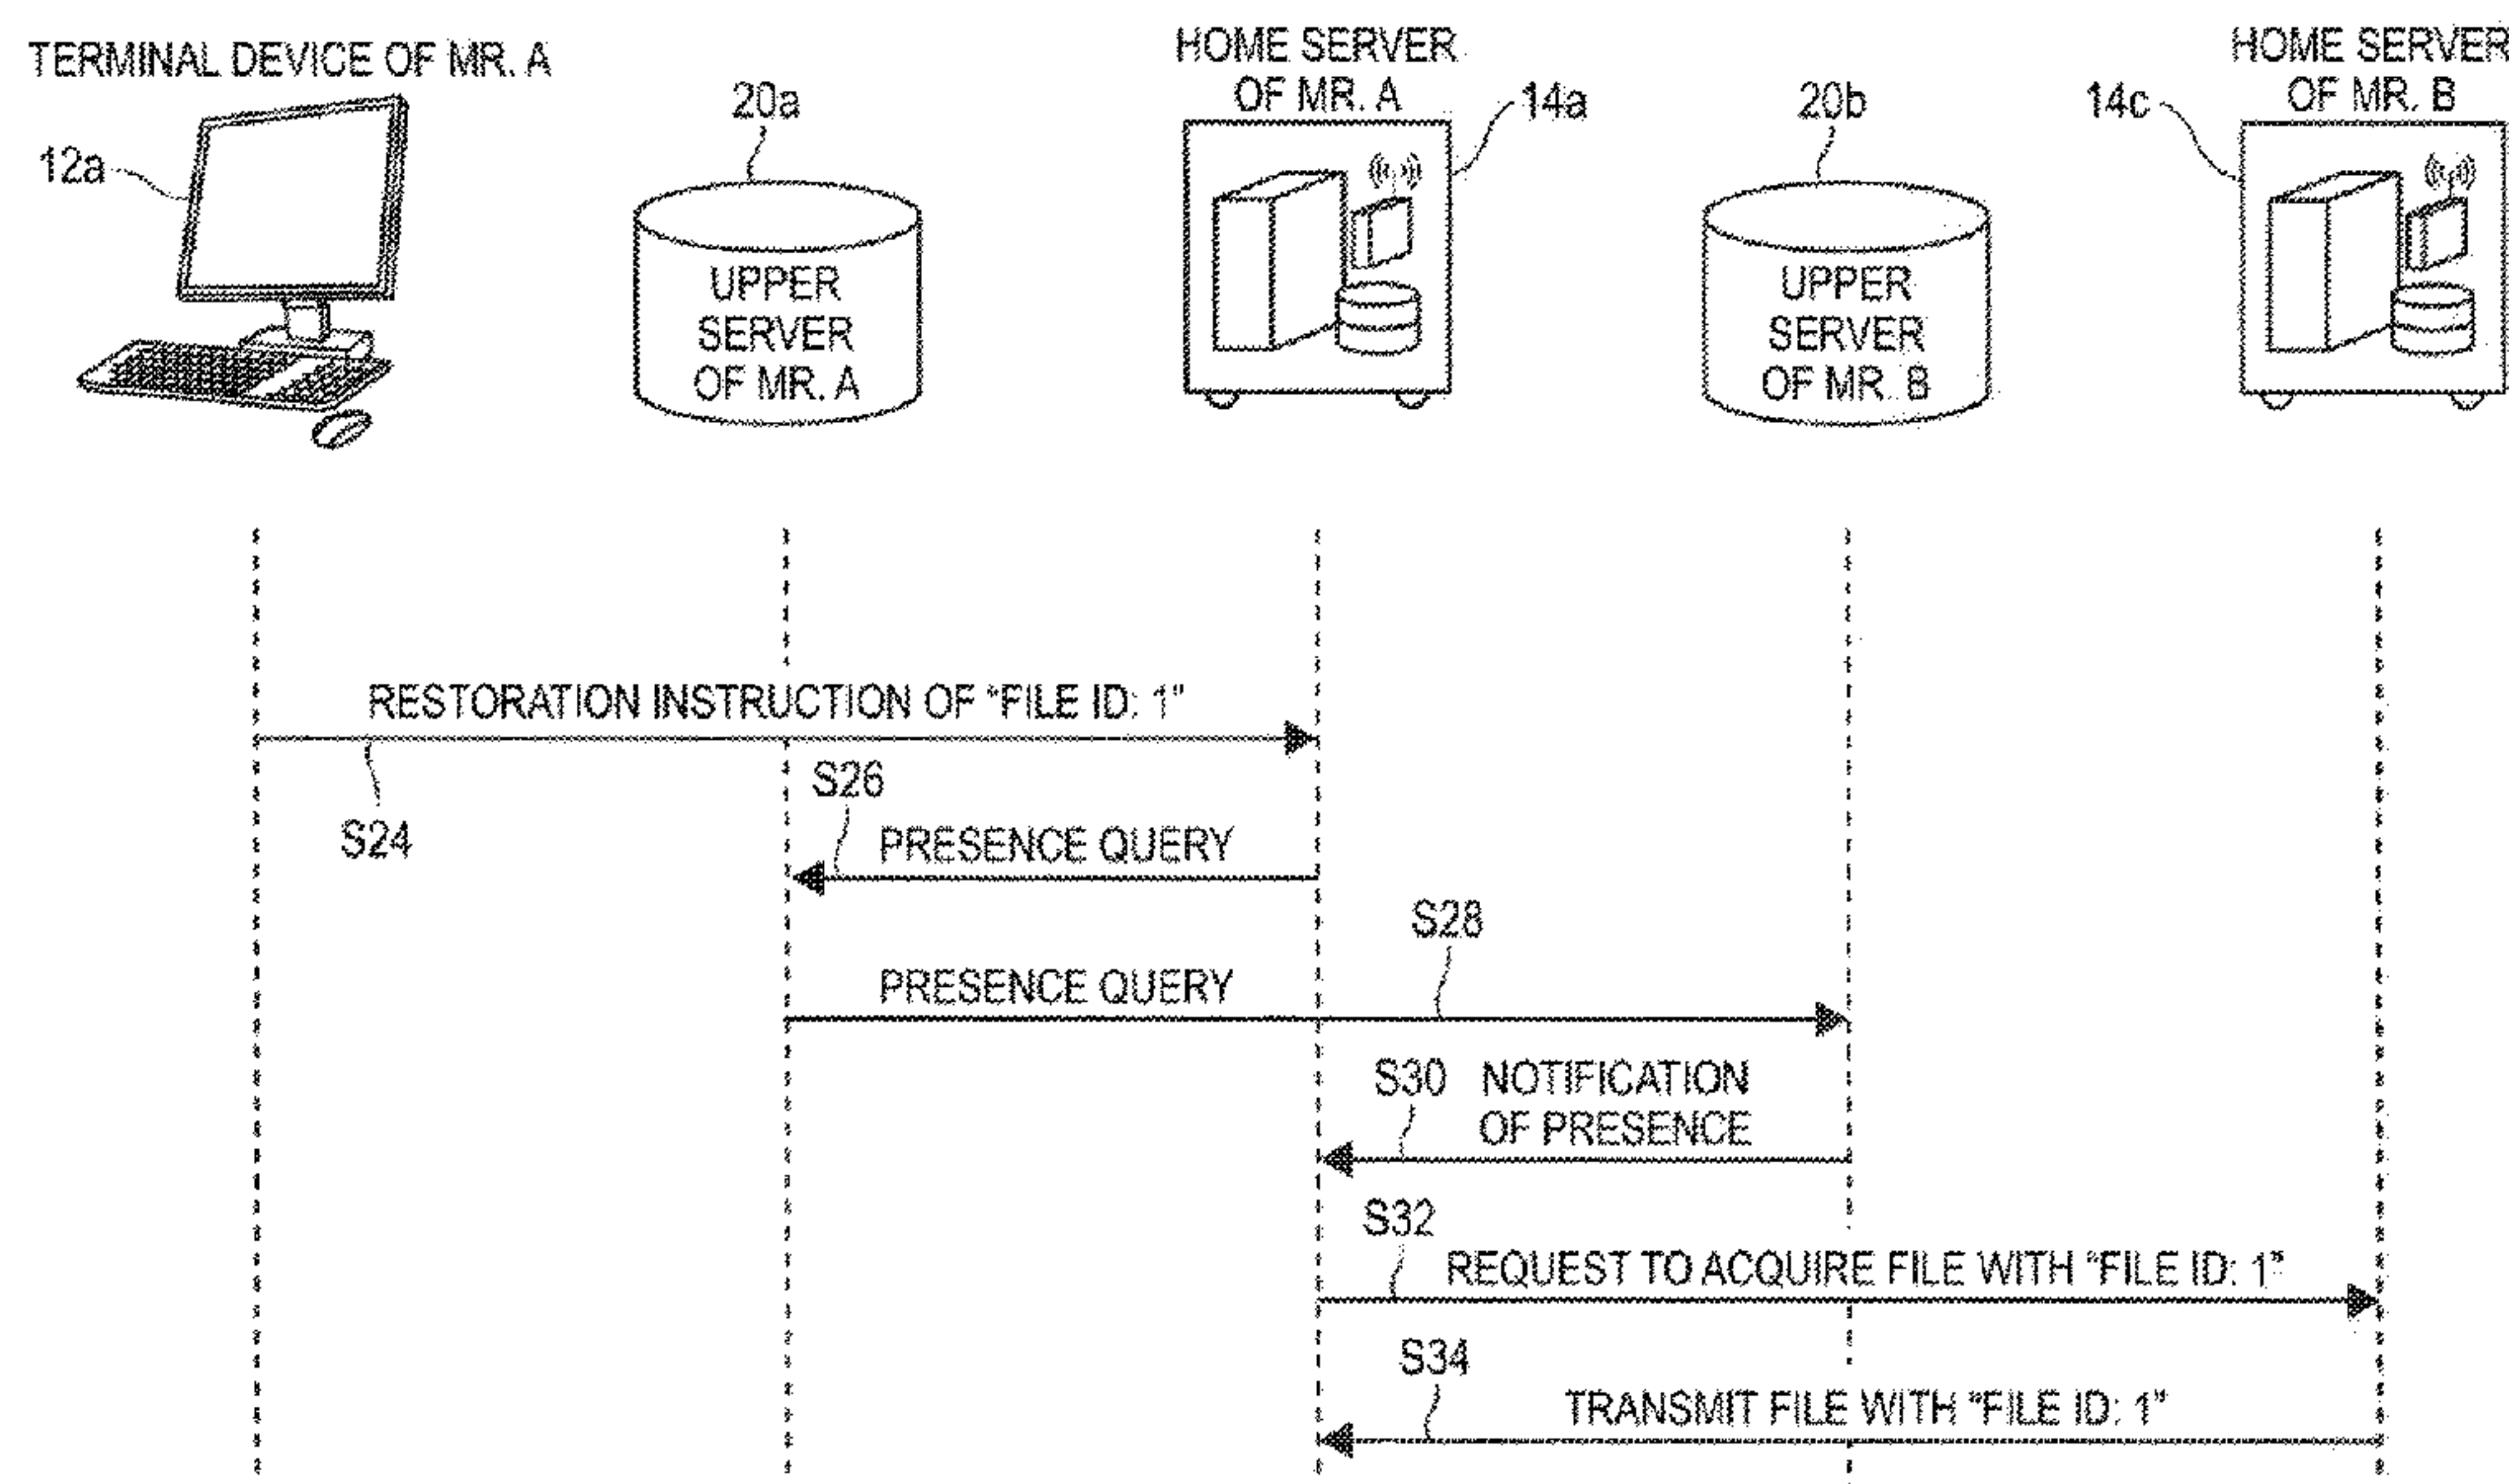 TERMINAL DEVICE OF MR. A
12a
20a
UPPER
SERVER
OF MR. A
HOME SERVER
OF MR. A
14a
20b
UPPER
SERVER
OF MR. B
HOME SERVER
OF MR. B
14c
RESTORATION INSTRUCTION OF "FILE ID: 1"
S24
S26
PRESENCE QUERY
S28
PRESENCE QUERY
S30 NOTIFICATION
OF PRESENCE
S32
REQUEST TO ACQUIRE FILE WITH "FILE ID: 1"
S34
TRANSMIT FILE WITH "FILE ID: 1"